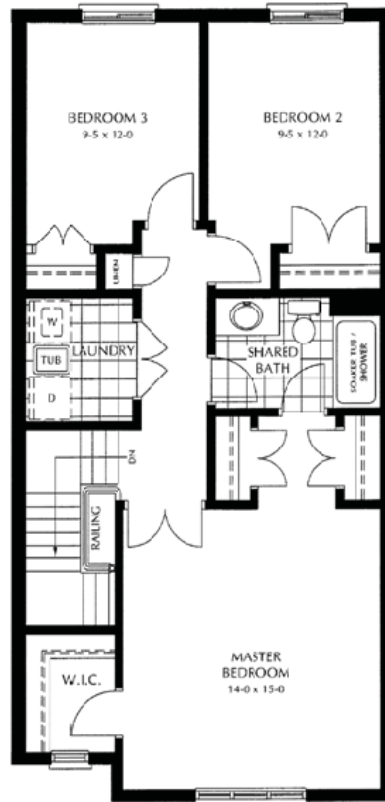 BEDROOM 3
9-5 x 12-0
BEDROOM 2
9-5 x 12-0
LINEN
W
TUB
LAUNDRY
D
SHARED
BATH
SOAKER TUB /
SHOWER
DN
RAILING
W.I.C.
MASTER
BEDROOM
14-0 x 15-0